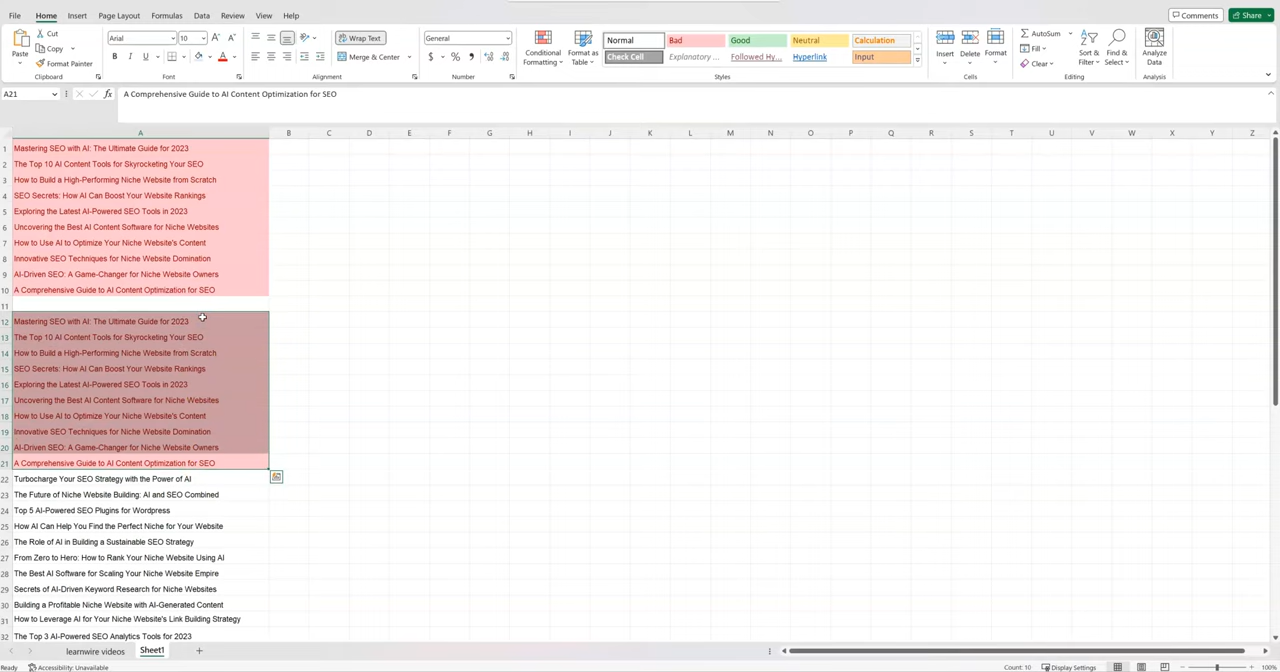 File Home Insert Page Layout Formulas Data Review View Help Comments Share
Paste Cut Copy Format Painter Clipboard
Arial 10 A A B I U A Font
Wrap Text Merge & Center Alignment
General $ % Number
Conditional Formatting Format as Table
Normal Bad Good Neutral Calculation
Check Cell Explanatory ... Followed Hy... Hyperlink Input
Styles
Insert Delete Format Cells
AutoSum Fill Clear Sort & Filter Find & Select Editing
Analyze Data Analysis
A21 fx A Comprehensive Guide to AI Content Optimization for SEO
A B C D E F G H I J K L M N O P Q R S T U V W X Y Z
1 Mastering SEO with AI: The Ultimate Guide for 2023
2 The Top 10 AI Content Tools for Skyrocketing Your SEO
3 How to Build a High-Performing Niche Website from Scratch
4 SEO Secrets: How AI Can Boost Your Website Rankings
5 Exploring the Latest AI-Powered SEO Tools in 2023
6 Uncovering the Best AI Content Software for Niche Websites
7 How to Use AI to Optimize Your Niche Website's Content
8 Innovative SEO Techniques for Niche Website Domination
9 AI-Driven SEO: A Game-Changer for Niche Website Owners
10 A Comprehensive Guide to AI Content Optimization for SEO
11
12 Mastering SEO with AI: The Ultimate Guide for 2023
13 The Top 10 AI Content Tools for Skyrocketing Your SEO
14 How to Build a High-Performing Niche Website from Scratch
15 SEO Secrets: How AI Can Boost Your Website Rankings
16 Exploring the Latest AI-Powered SEO Tools in 2023
17 Uncovering the Best AI Content Software for Niche Websites
18 How to Use AI to Optimize Your Niche Website's Content
19 Innovative SEO Techniques for Niche Website Domination
20 AI-Driven SEO: A Game-Changer for Niche Website Owners
21 A Comprehensive Guide to AI Content Optimization for SEO
22 Turbocharge Your SEO Strategy with the Power of AI
23 The Future of Niche Website Building: AI and SEO Combined
24 Top 5 AI-Powered SEO Plugins for Wordpress
25 How AI Can Help You Find the Perfect Niche for Your Website
26 The Role of AI in Building a Sustainable SEO Strategy
27 From Zero to Hero: How to Rank Your Niche Website Using AI
28 The Best AI Software for Scaling Your Niche Website Empire
29 Secrets of AI-Driven Keyword Research for Niche Websites
30 Building a Profitable Niche Website with AI-Generated Content
31 How to Leverage AI for Your Niche Website's Link Building Strategy
32 The Top 3 AI-Powered SEO Analytics Tools for 2023
learnwire videos Sheet1
Ready Accessibility: Unavailable Count: 10 Display Settings 100%